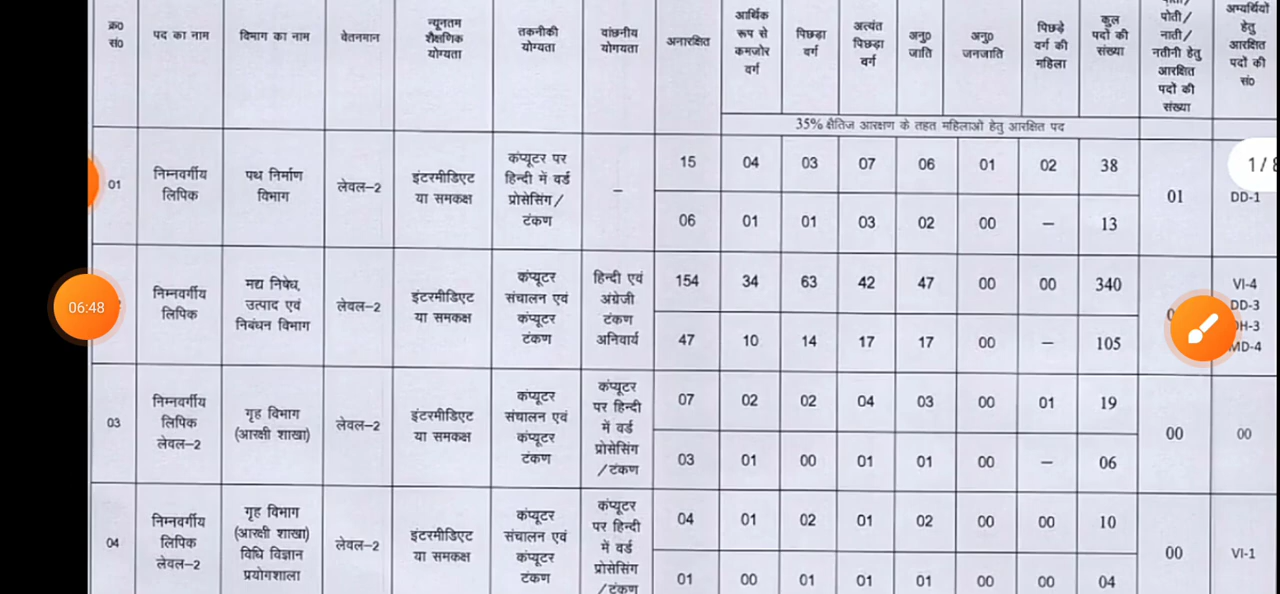 क्र०
सं०
पद का नाम
विभाग का नाम
वेतनमान
न्यूनतम
शैक्षणिक
योग्यता
तकनीकी
योग्यता
वांछनीय
योगयता
अनारक्षित
आर्थिक
रूप से
कमजोर
वर्ग
पिछड़ा
वर्ग
अत्यंत
पिछड़ा
वर्ग
अनु०
जाति
अनु०
जनजाति
पिछड़े
वर्ग की
महिला
कुल
पदों की
संख्या
पोती/
नाती/
नतीनी हेतु
आरक्षित
पदों की
संख्या
अभ्यर्थियों
हेतु
आरक्षित
पदों की
सं०
35% क्षैतिज आरक्षण के तहत महिलाओं हेतु आरक्षित पद
01
निम्नवर्गीय
लिपिक
पथ निर्माण
विभाग
लेवल–2
इंटरमीडिएट
या समकक्ष
कंप्यूटर पर
हिन्दी में वर्ड
प्रोसेसिंग/
टंकण
–
15 04 03 07 06 01 02 38
06 01 01 03 02 00 – 13
01
DD-1
1/8
06:48
निम्नवर्गीय
लिपिक
मद्य निषेध,
उत्पाद एवं
निबंधन विभाग
लेवल–2
इंटरमीडिएट
या समकक्ष
कंप्यूटर
संचालन एवं
कंप्यूटर
टंकण
हिन्दी एवं
अंग्रेजी
टंकण
अनिवार्य
154 34 63 42 47 00 00 340
47 10 14 17 17 00 – 105
VI-4
DD-3
DH-3
MD-4
03
निम्नवर्गीय
लिपिक
लेवल–2
गृह विभाग
(आरक्षी शाखा)
लेवल–2
इंटरमीडिएट
या समकक्ष
कंप्यूटर
संचालन एवं
कंप्यूटर
टंकण
कंप्यूटर
पर हिन्दी
में वर्ड
प्रोसेसिंग
/टंकण
07 02 02 04 03 00 01 19
03 01 00 01 01 00 – 06
00
00
04
निम्नवर्गीय
लिपिक
लेवल–2
गृह विभाग
(आरक्षी शाखा)
विधि विज्ञान
प्रयोगशाला
लेवल–2
इंटरमीडिएट
या समकक्ष
कंप्यूटर
संचालन एवं
कंप्यूटर
टंकण
कंप्यूटर
पर हिन्दी
में वर्ड
प्रोसेसिंग
/टंकण
04 01 02 01 02 00 00 10
01 00 01 01 01 00 00 04
00
VI-1